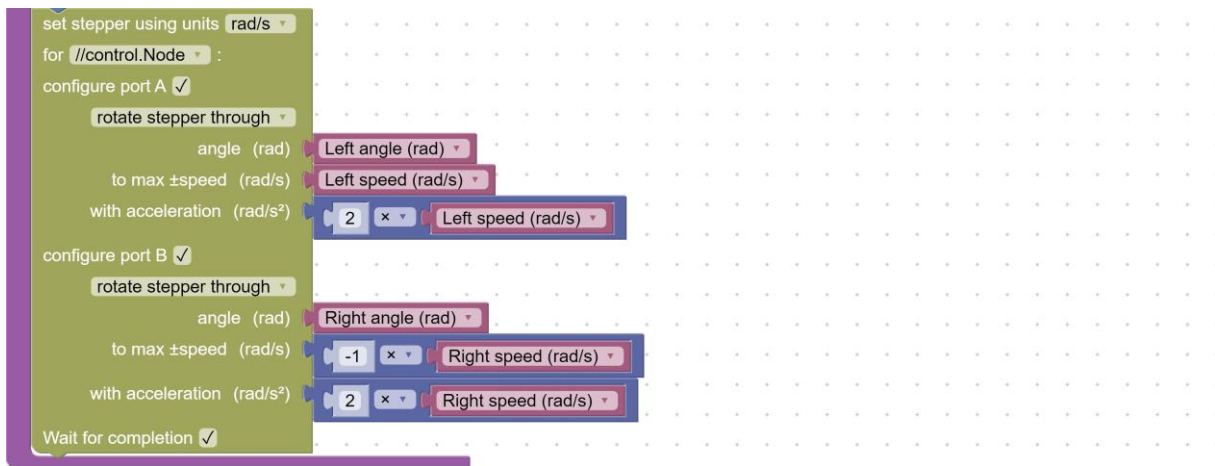 set stepper using units rad/s ▾
for //control.Node ▾ :
configure port A ✓
rotate stepper through ▾
angle (rad) Left angle (rad) ▾
to max ±speed (rad/s) Left speed (rad/s) ▾
with acceleration (rad/s²) 2 × ▾ Left speed (rad/s) ▾
configure port B ✓
rotate stepper through ▾
angle (rad) Right angle (rad) ▾
to max ±speed (rad/s) -1 × ▾ Right speed (rad/s) ▾
with acceleration (rad/s²) 2 × ▾ Right speed (rad/s) ▾
Wait for completion ✓